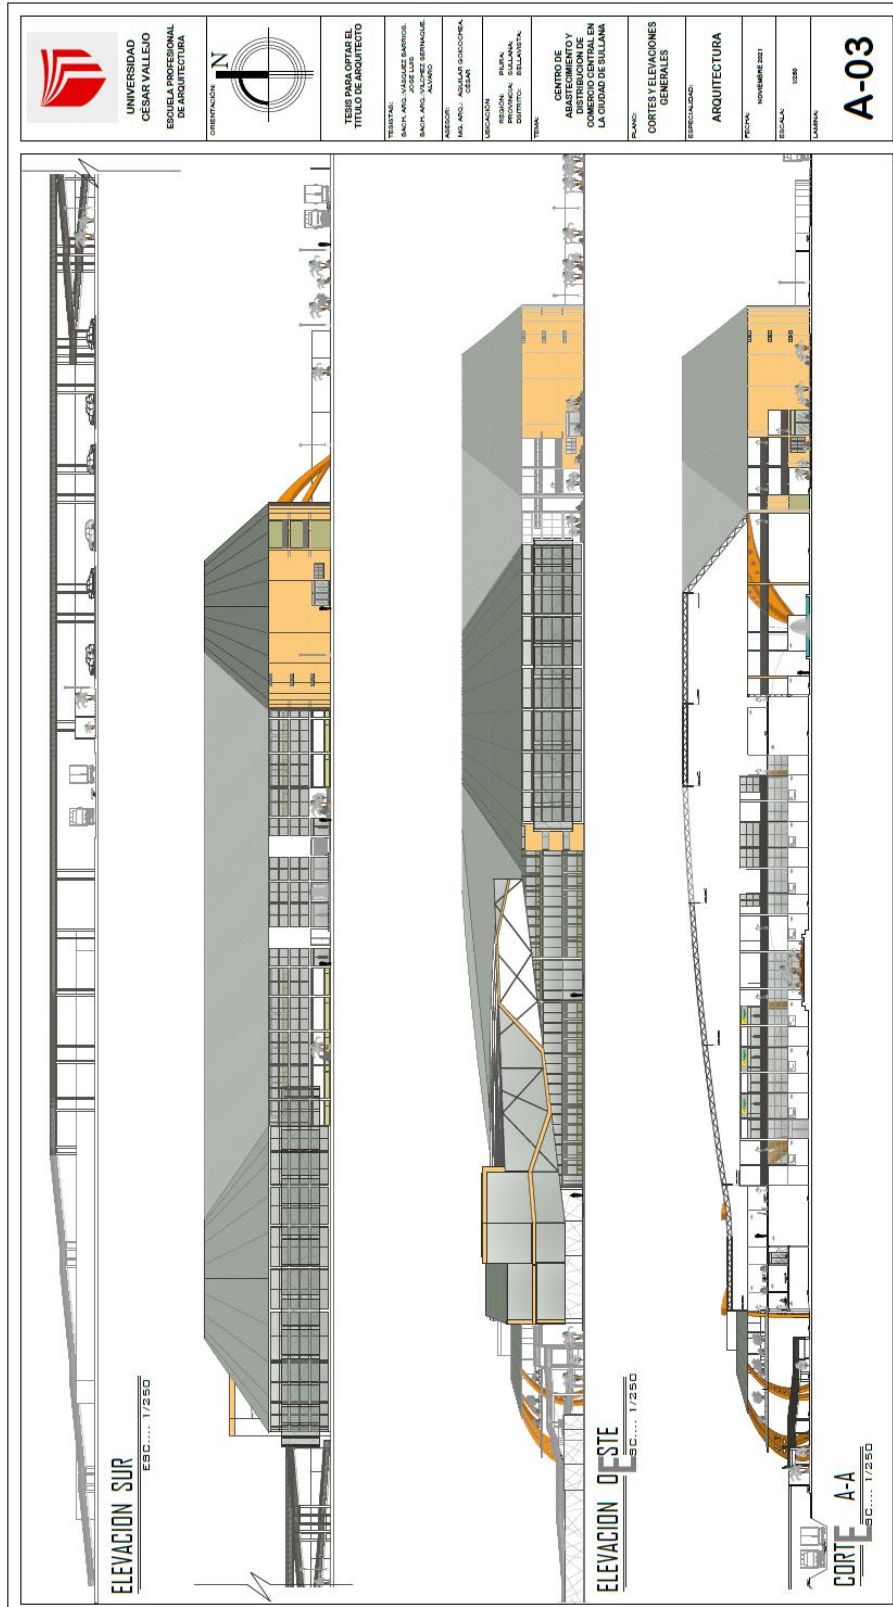 UNIVERSIDAD
CÉSAR VALLEJO
ESCUELA PROFESIONAL
DE ARQUITECTURA
ORIENTACIÓN:
N
TESIS PARA OPTAR EL
TITULO DE ARQUITECTO
TESISTAS:
BACH. ARQ.:VÁSQUEZ BARRIOS,
JOSÉ LUIS
BACH. ARQ.:VILCHEZ SERNAQUE,
ALVARO
ASESOR:
MG. ARQ.: AGUILAR GOICOCHEA,
CÉSAR
UBICACIÓN
REGIÓN: PIURA;
PROVINCIA: SULLANA;
DISTRITO: BELLAVISTA;
TEMA:
CENTRO DE
ABASTECIMIENTO Y
DISTRIBUCION DE
COMERCIO CENTRAL EN
LA CIUDAD DE SULLANA
PLANO:
CORTES Y ELEVACIONES
GENERALES
ESPECIALIDAD:
ARQUITECTURA
FECHA:
NOVIEMBRE 2021
ESCALA:
1/250
LAMINA:
A-03
ELEVACION SUR
ESC.... 1/250
ELEVACION OESTE
ESC.... 1/250
CORTE A-A
ESC.... 1/250